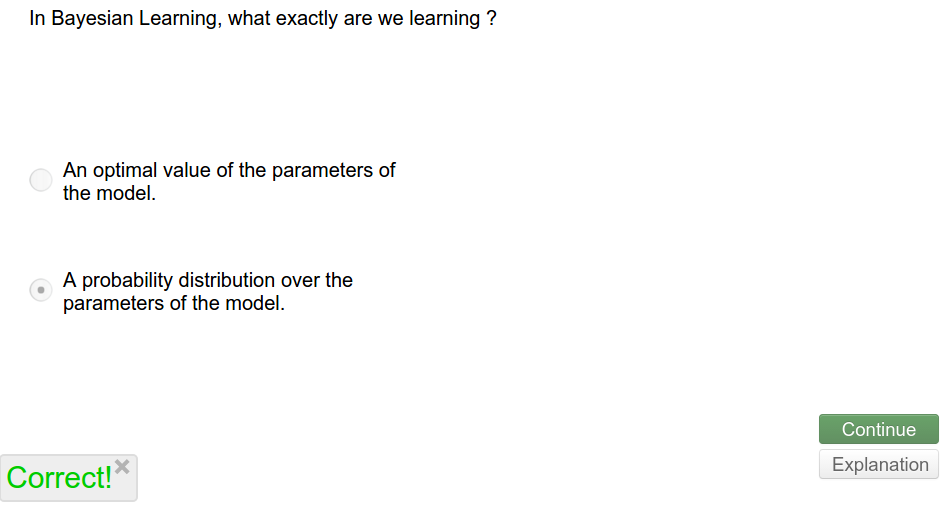 In Bayesian Learning, what exactly are we learning ?
An optimal value of the parameters of
the model.
A probability distribution over the
parameters of the model.
Continue
Explanation
Correct!